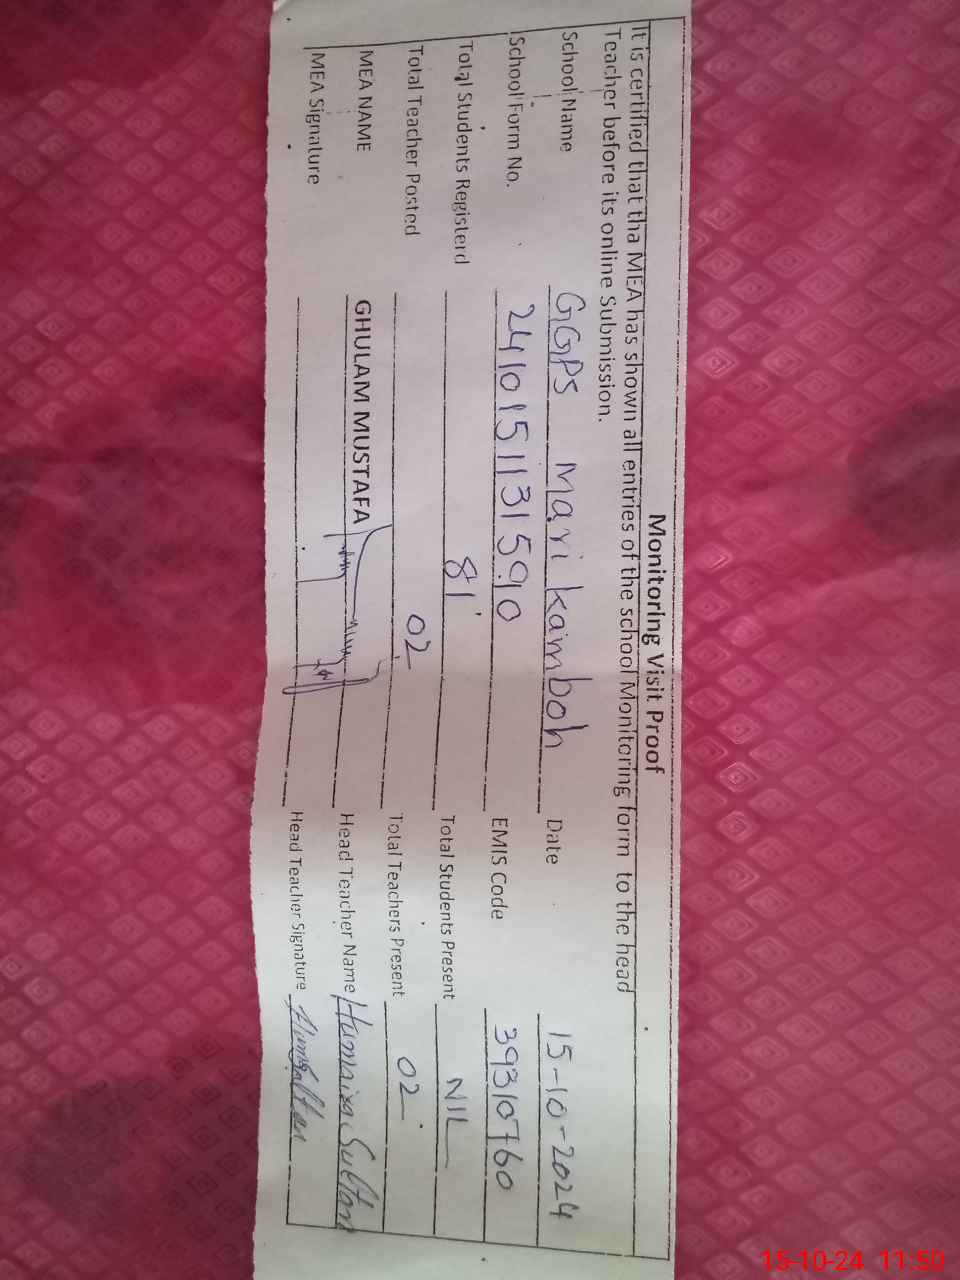 Monitoring Visit Proof
It is certified that tha MEA has shown all entries of the school Monitoring form to the head
Teacher before its online Submission.
School Name GGPS Mari kamboh Date 15-10-2024
School Form No. 2410151131590 EMIS Code 39310760
Total Students Registerd 81 Total Students Present NIL
Total Teacher Posted 02 Total Teachers Present 02
MEA NAME GHULAM MUSTAFA Head Teacher Name Humaira Sultan
MEA Signature Head Teacher Signature
15-10-24 11:50